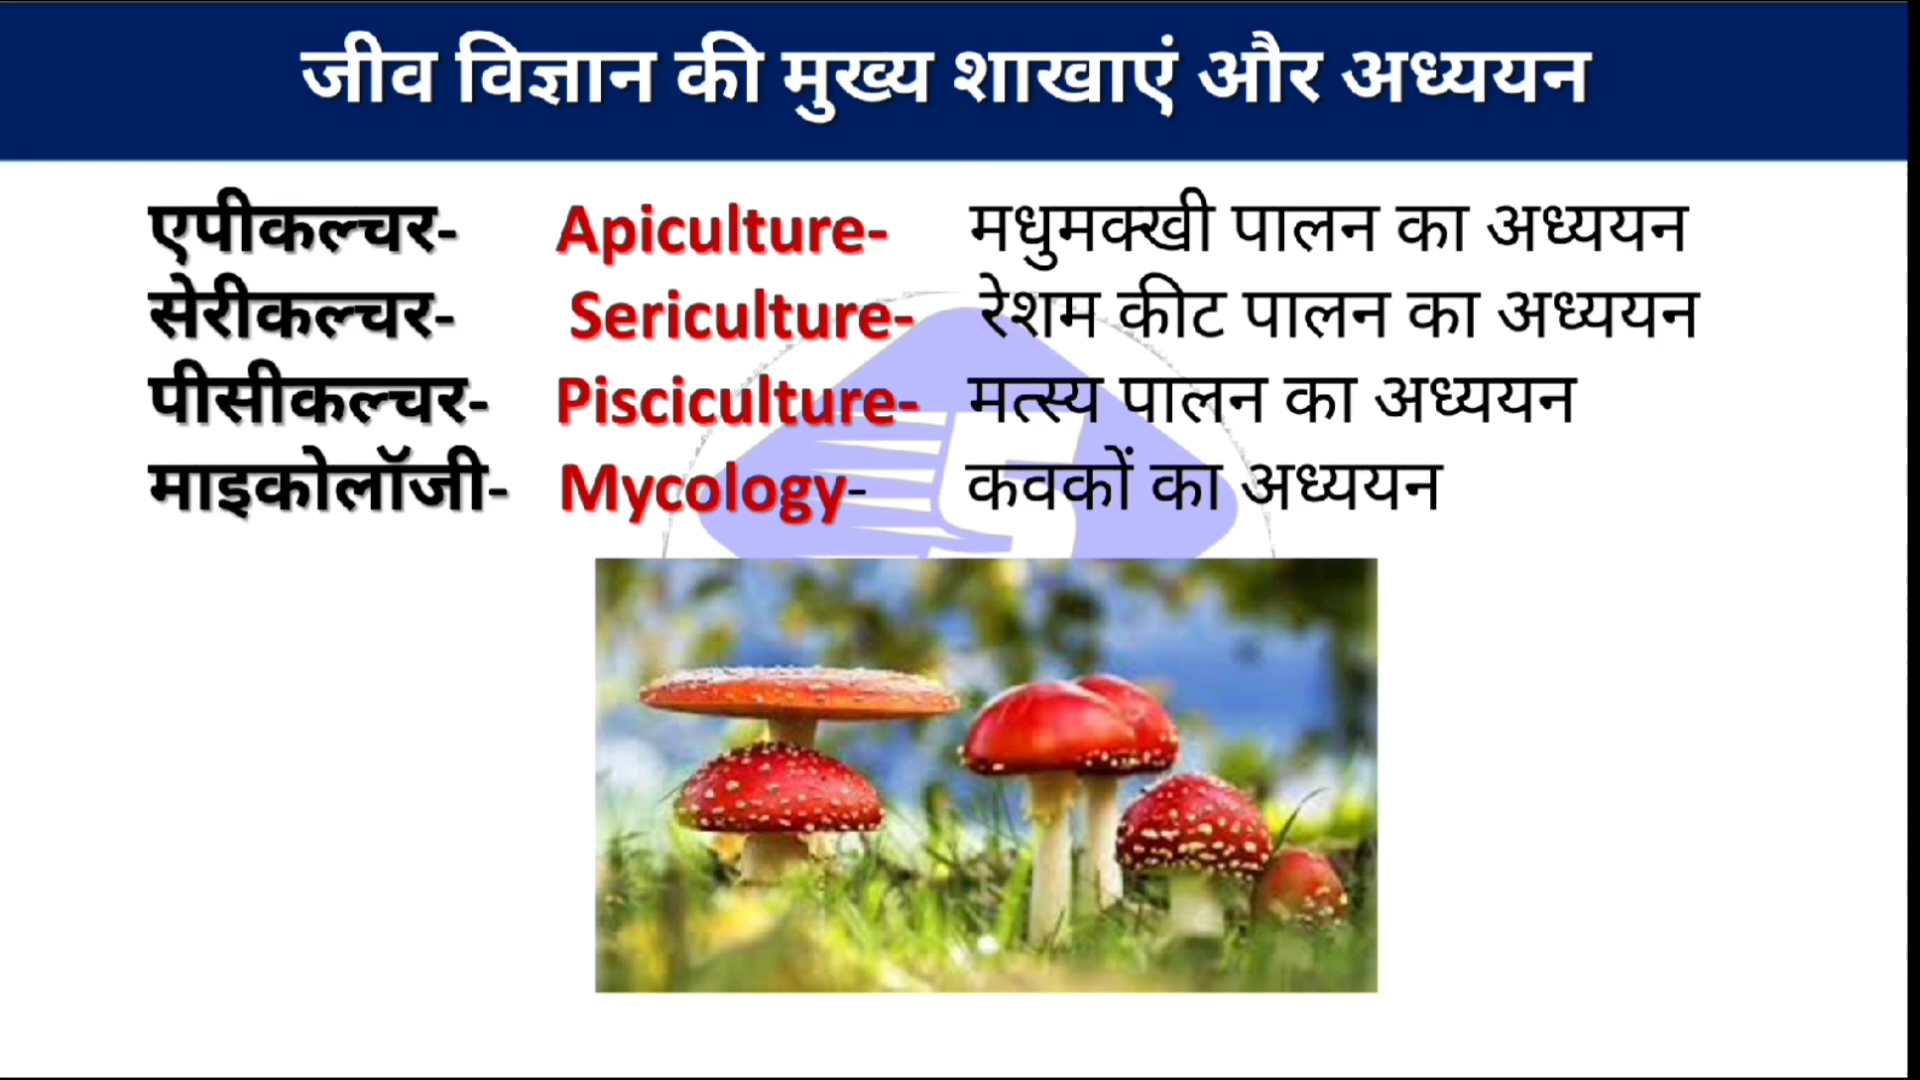 जीव विज्ञान की मुख्य शाखाएं और अध्ययन
एपीकल्चर- Apiculture- मधुमक्खी पालन का अध्ययन
सेरीकल्चर- Sericulture- रेशम कीट पालन का अध्ययन
पीसीकल्चर- Pisciculture- मत्स्य पालन का अध्ययन
माइकोलॉजी- Mycology- कवकों का अध्ययन